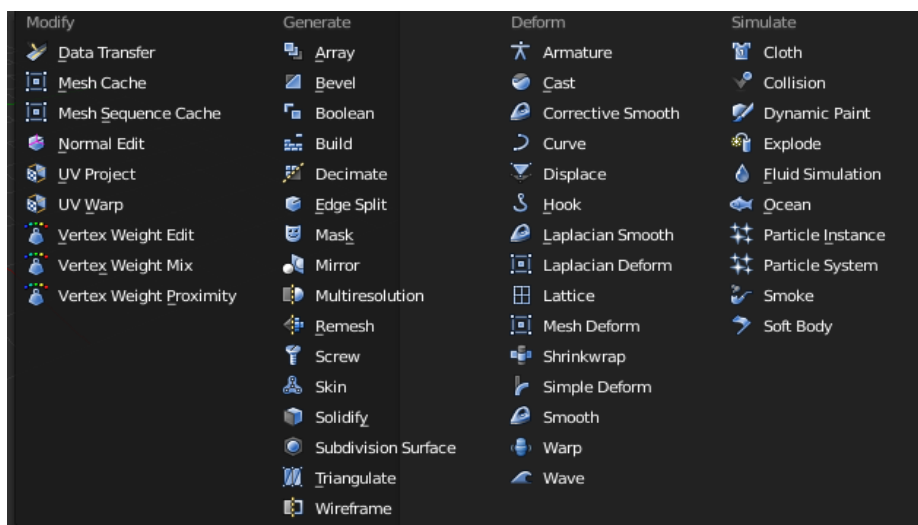 Modify
Data Transfer
Mesh Cache
Mesh Sequence Cache
Normal Edit
UV Project
UV Warp
Vertex Weight Edit
Vertex Weight Mix
Vertex Weight Proximity
Generate
Array
Bevel
Boolean
Build
Decimate
Edge Split
Mask
Mirror
Multiresolution
Remesh
Screw
Skin
Solidify
Subdivision Surface
Triangulate
Wireframe
Deform
Armature
Cast
Corrective Smooth
Curve
Displace
Hook
Laplacian Smooth
Laplacian Deform
Lattice
Mesh Deform
Shrinkwrap
Simple Deform
Smooth
Warp
Wave
Simulate
Cloth
Collision
Dynamic Paint
Explode
Fluid Simulation
Ocean
Particle Instance
Particle System
Smoke
Soft Body